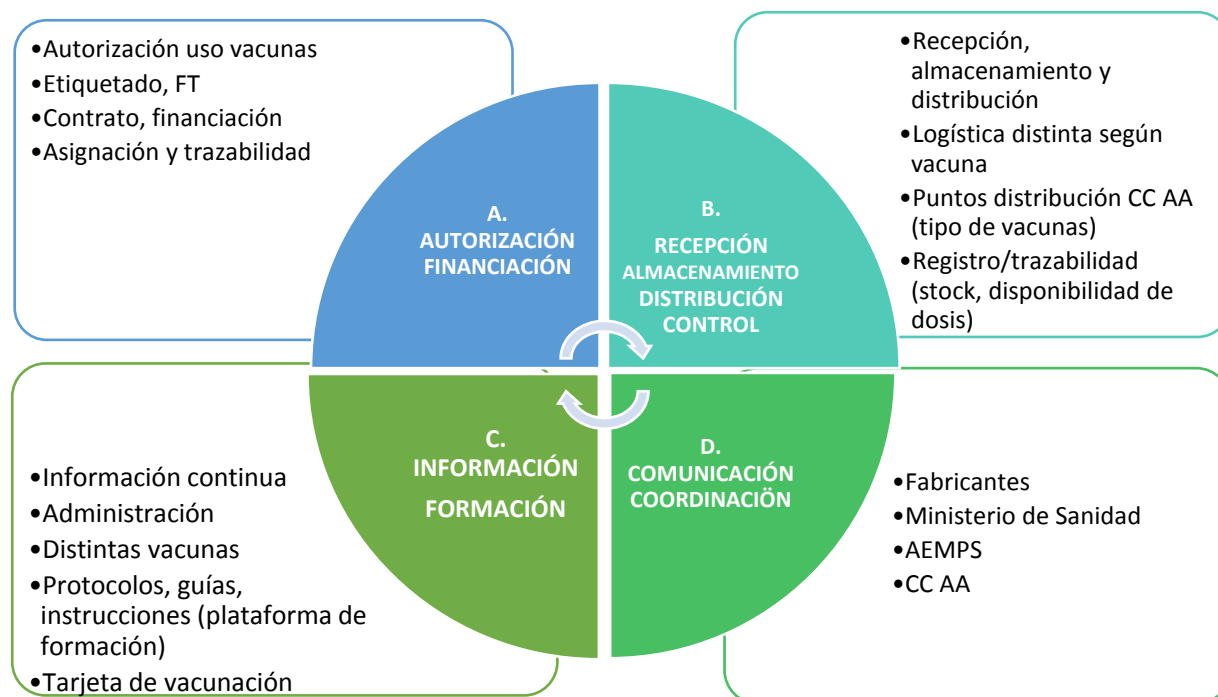 •Autorización uso vacunas
•Etiquetado, FT
•Contrato, financiación
•Asignación y trazabilidad
A.
AUTORIZACIÓN
FINANCIACIÓN
B.
RECEPCIÓN
ALMACENAMIENTO
DISTRIBUCIÓN
CONTROL
•Recepción,
almacenamiento y
distribución
•Logística distinta según
vacuna
•Puntos distribución CC AA
(tipo de vacunas)
•Registro/trazabilidad
(stock, disponibilidad de
dosis)
•Información continua
•Administración
•Distintas vacunas
•Protocolos, guías,
instrucciones (plataforma de
formación)
•Tarjeta de vacunación
C.
INFORMACIÓN
FORMACIÓN
D.
COMUNICACIÓN
COORDINACIÖN
•Fabricantes
•Ministerio de Sanidad
•AEMPS
•CC AA